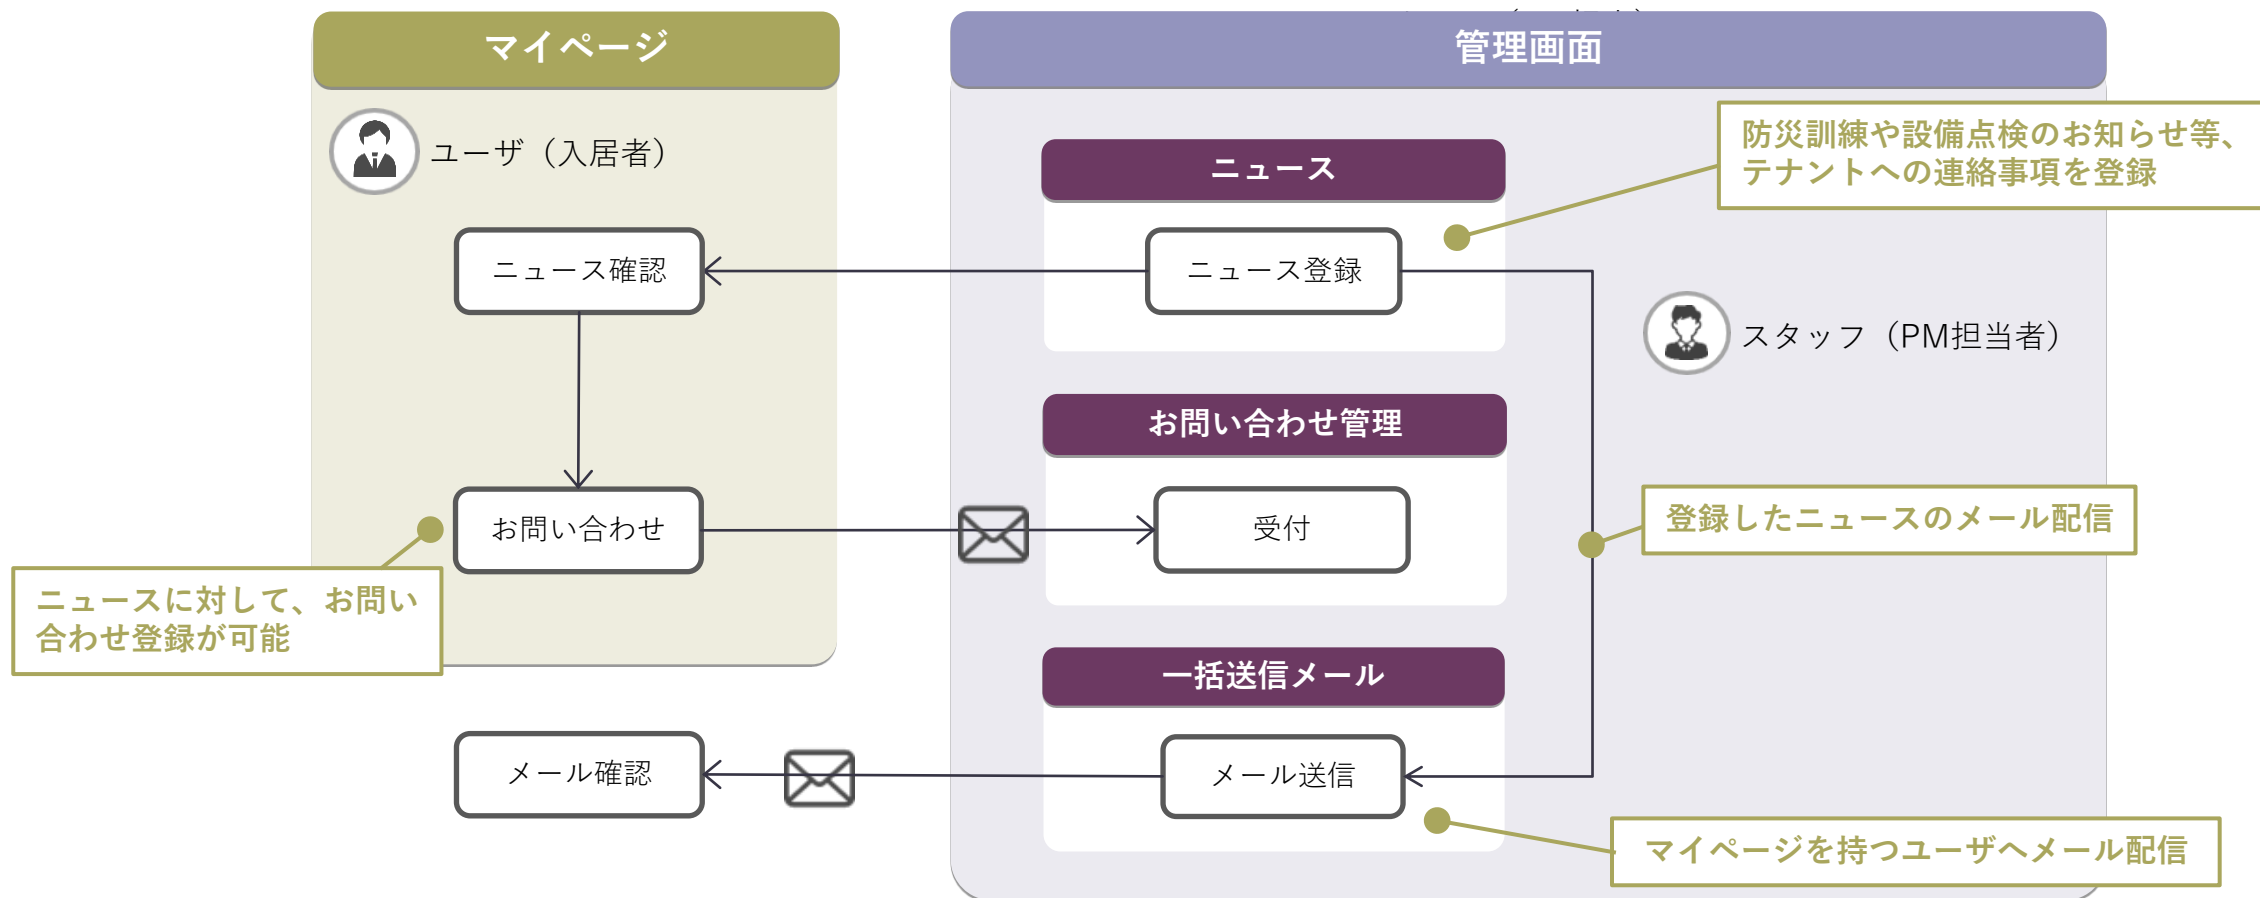 マイページ
管理画面
ユーザ（入居者）
ニュース
防災訓練や設備点検のお知らせ等、
テナントへの連絡事項を登録
ニュース確認
ニュース登録
スタッフ（PM担当者）
お問い合わせ管理
お問い合わせ
受付
登録したニュースのメール配信
ニュースに対して、お問い
合わせ登録が可能
一括送信メール
メール確認
メール送信
マイページを持つユーザへメール配信